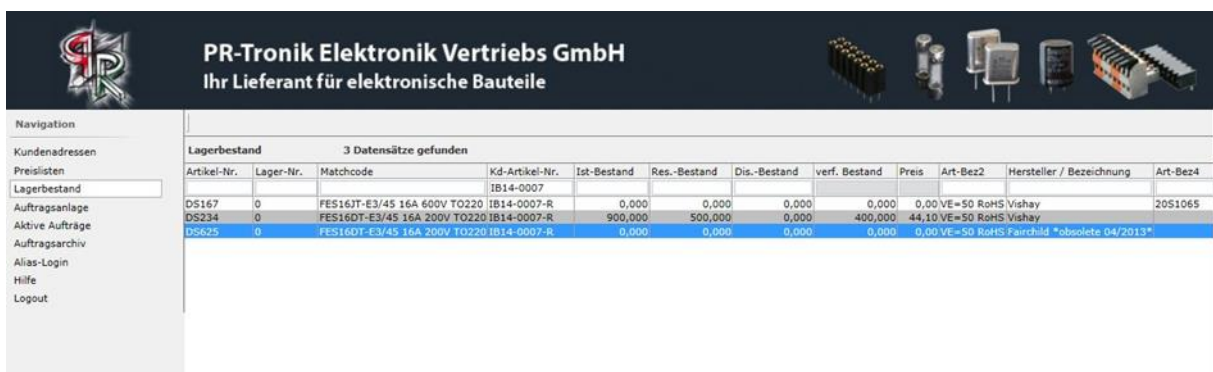 PR-Tronik Elektronik Vertriebs GmbH
Ihr Lieferant für elektronische Bauteile
Navigation
Kundenadressen
Preislisten
Lagerbestand
Auftragsanlage
Aktive Aufträge
Auftragsarchiv
Alias-Login
Hilfe
Logout
Lagerbestand 3 Datensätze gefunden
Artikel-Nr. Lager-Nr. Matchcode Kd-Artikel-Nr. Ist-Bestand Res.-Bestand Dis.-Bestand verf. Bestand Preis Art-Bez2 Hersteller / Bezeichnung Art-Bez4
IB14-0007
DS167 0 FES16JT-E3/45 16A 600V TO220 IB14-0007-R 0,000 0,000 0,000 0,000 0,00 VE=50 RoHS Vishay 20S1065
DS234 0 FES16DT-E3/45 16A 200V TO220 IB14-0007-R 900,000 500,000 0,000 400,000 44,10 VE=50 RoHS Vishay
DS625 0 FES16DT-E3/45 16A 200V TO220 IB14-0007-R 0,000 0,000 0,000 0,000 0,00 VE=50 RoHS Fairchild *obsolete 04/2013*